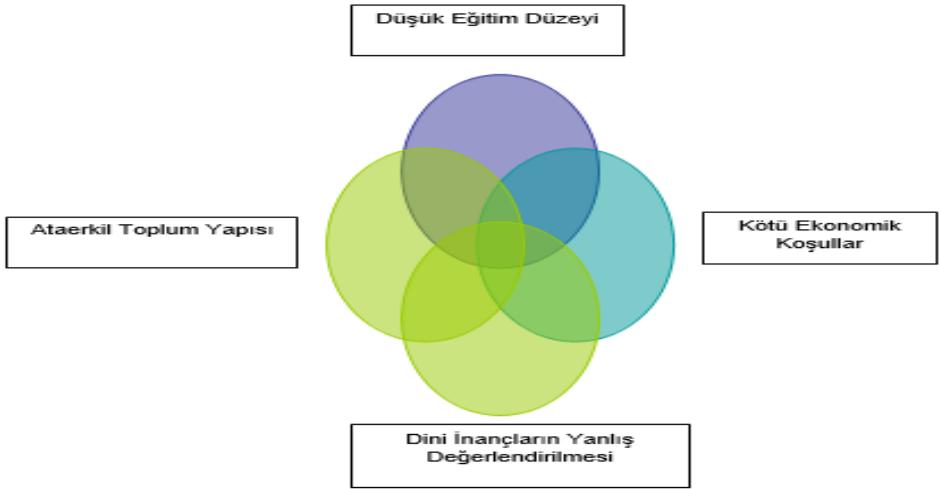 Düşük Eğitim Düzeyi
Ataerkil Toplum Yapısı
Kötü Ekonomik
Koşullar
Dini İnançların Yanlış
Değerlendirilmesi